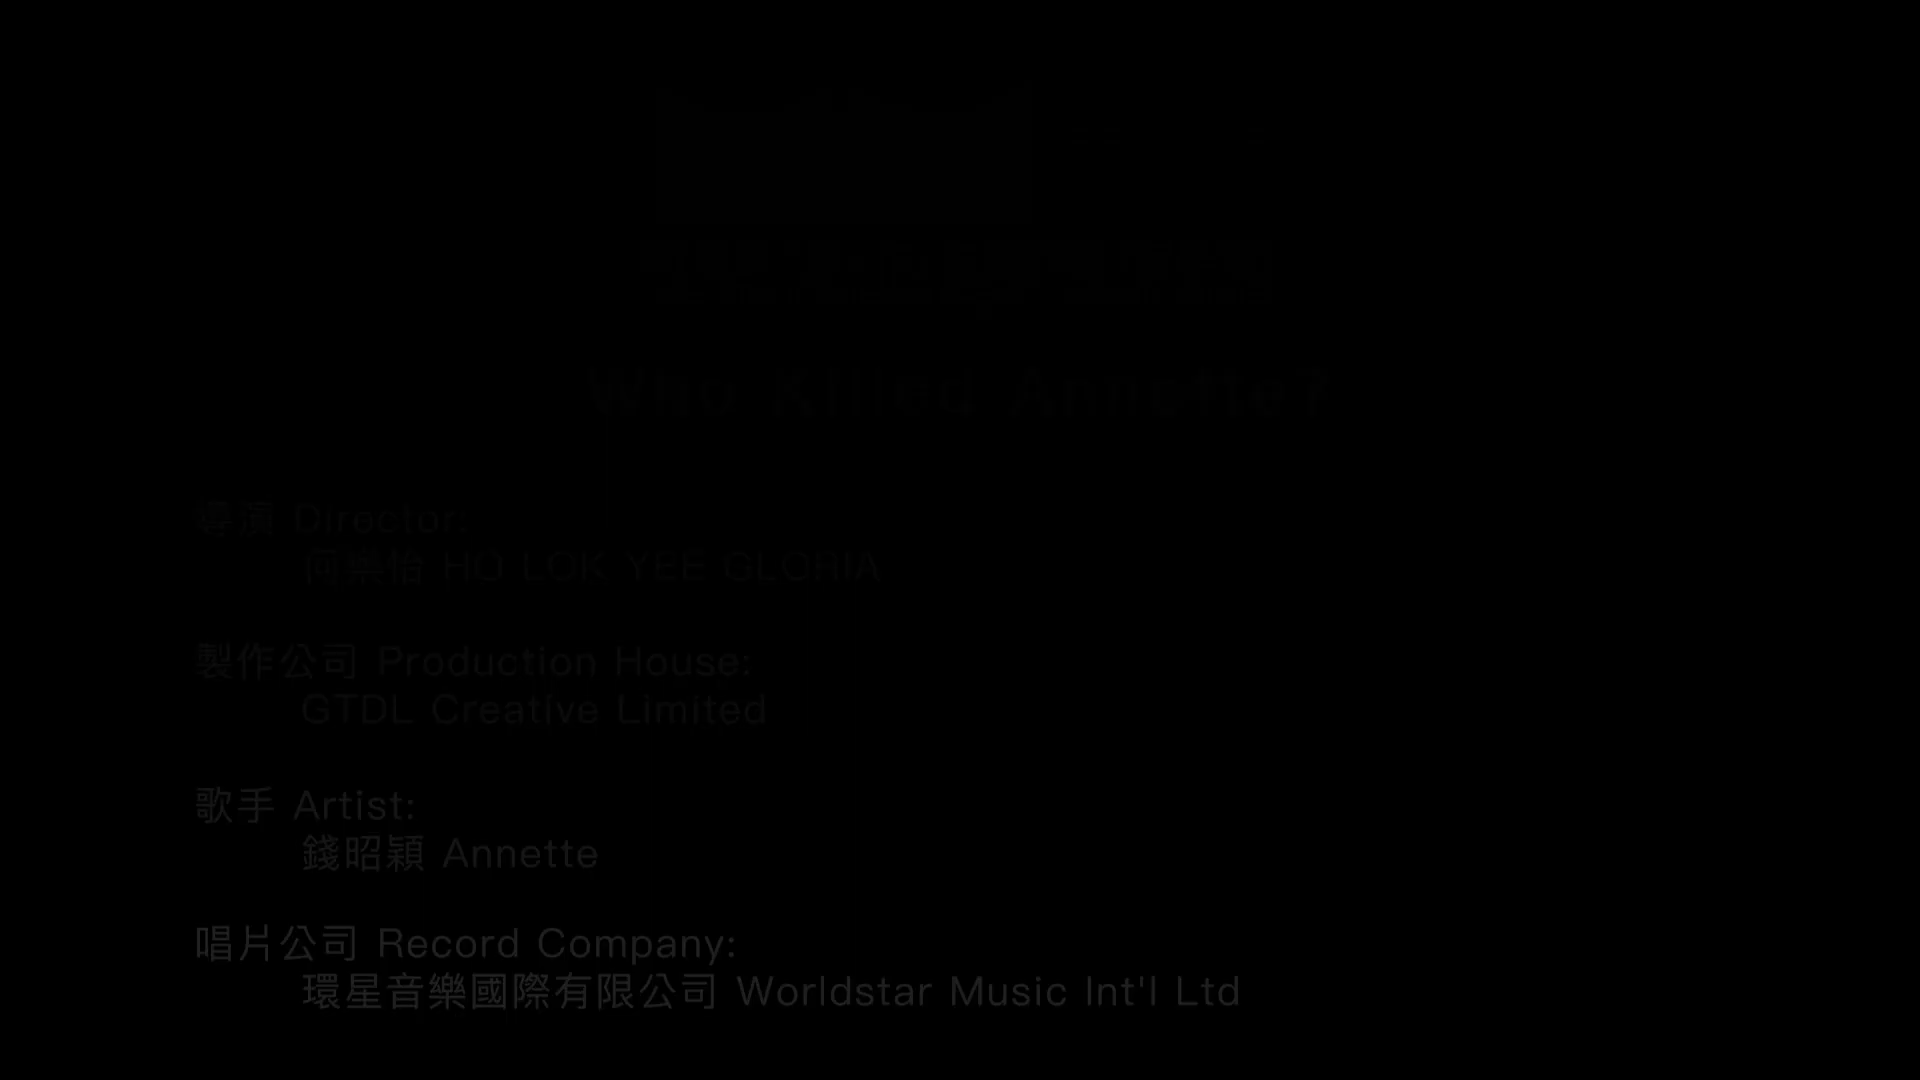 Who Killed Annette?
導演 Director:
何樂怡 HO LOK YEE GLORIA
製作公司 Production House:
GTDL Creative Limited
歌手 Artist:
錢昭穎 Annette
唱片公司 Record Company:
環星音樂國際有限公司 Worldstar Music Int'l Ltd